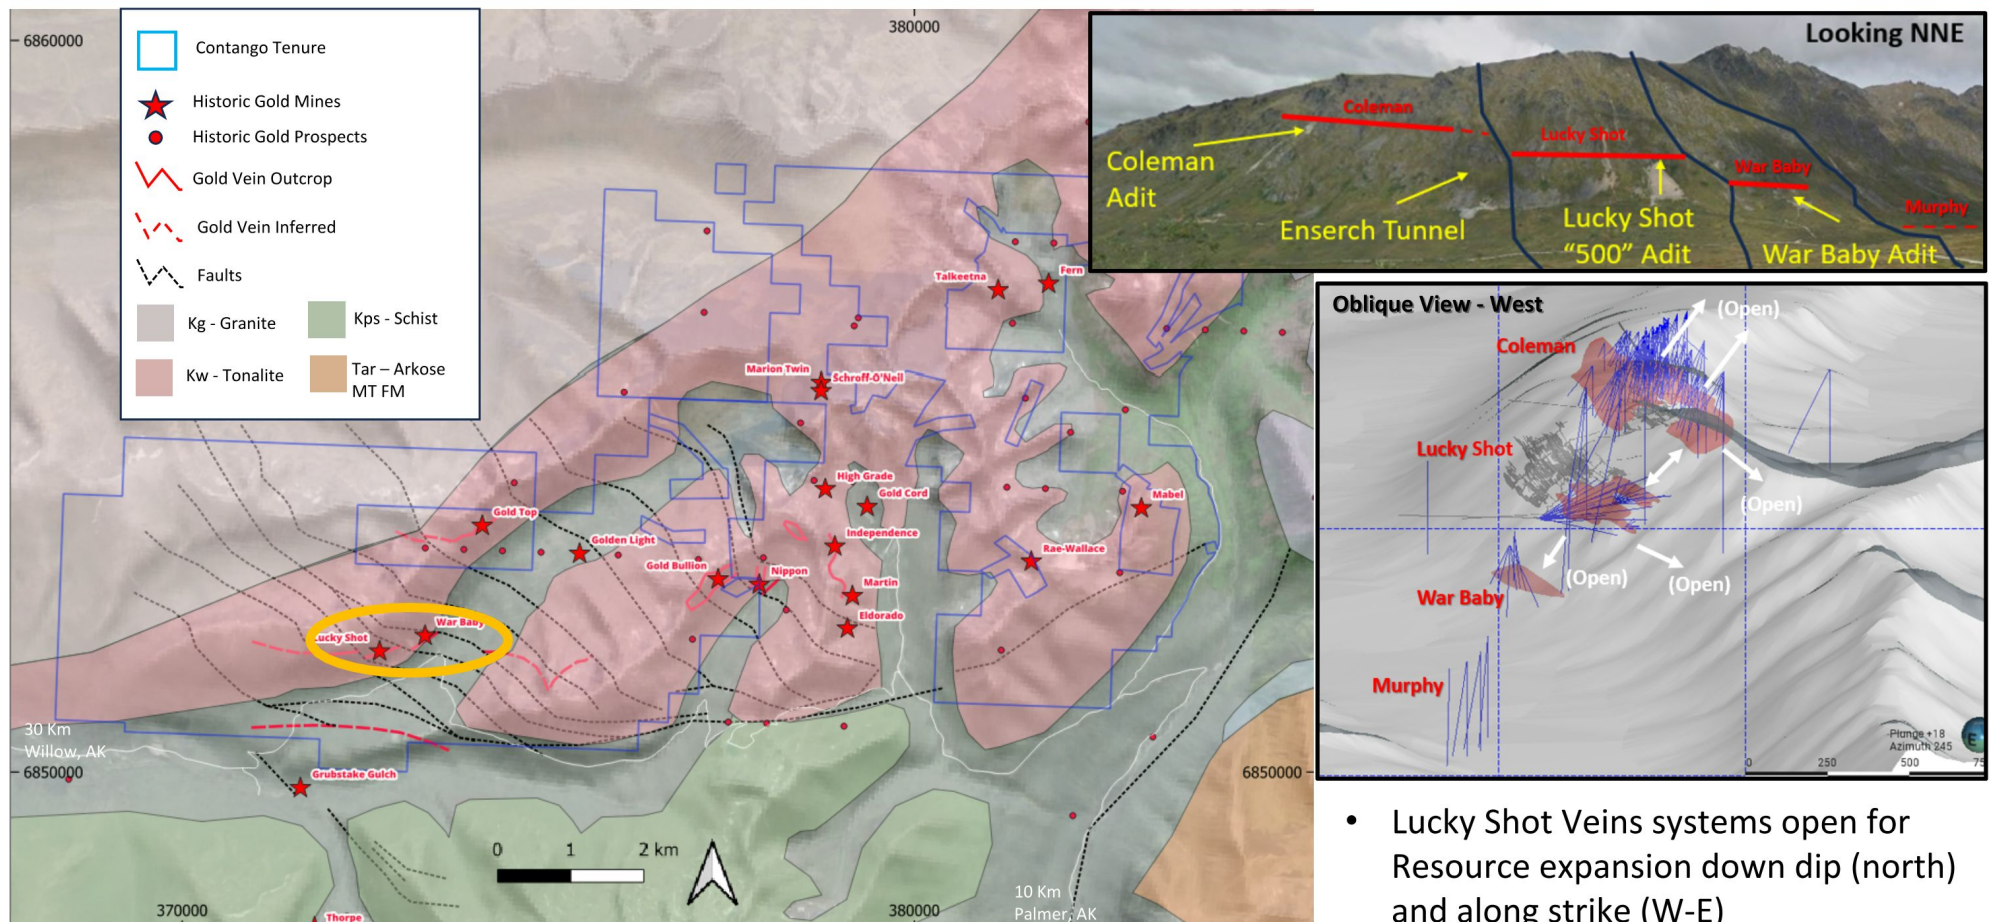 6860000
380000
Contango Tenure
Historic Gold Mines
Historic Gold Prospects
Gold Vein Outcrop
Gold Vein Inferred
Faults
Kg - Granite
Kps - Schist
Kw - Tonalite
Tar – Arkose
MT FM
Talkeetna
Fern
Marion Twin
Schroff-O'Neil
High Grade
Gold Cord
Mabel
Gold Top
Golden Light
Independence
Rae-Wallace
Gold Bullion
Nippon
Martin
Eldorado
War Baby
Lucky Shot
30 Km
Willow, AK
6850000
6850000
Grubstake Gulch
0 1 2 km
10 Km
Palmer, AK
370000
380000
Thorpe
Looking NNE
Coleman
Lucky Shot
War Baby
Murphy
Coleman
Adit
Enserch Tunnel
Lucky Shot
“500” Adit
War Baby Adit
Oblique View - West
(Open)
Coleman
Lucky Shot
(Open)
(Open)
(Open)
War Baby
Murphy
Plunge +18
Azimuth 245
E
0 250 500 75
• Lucky Shot Veins systems open for
Resource expansion down dip (north)
and along strike (W-E)